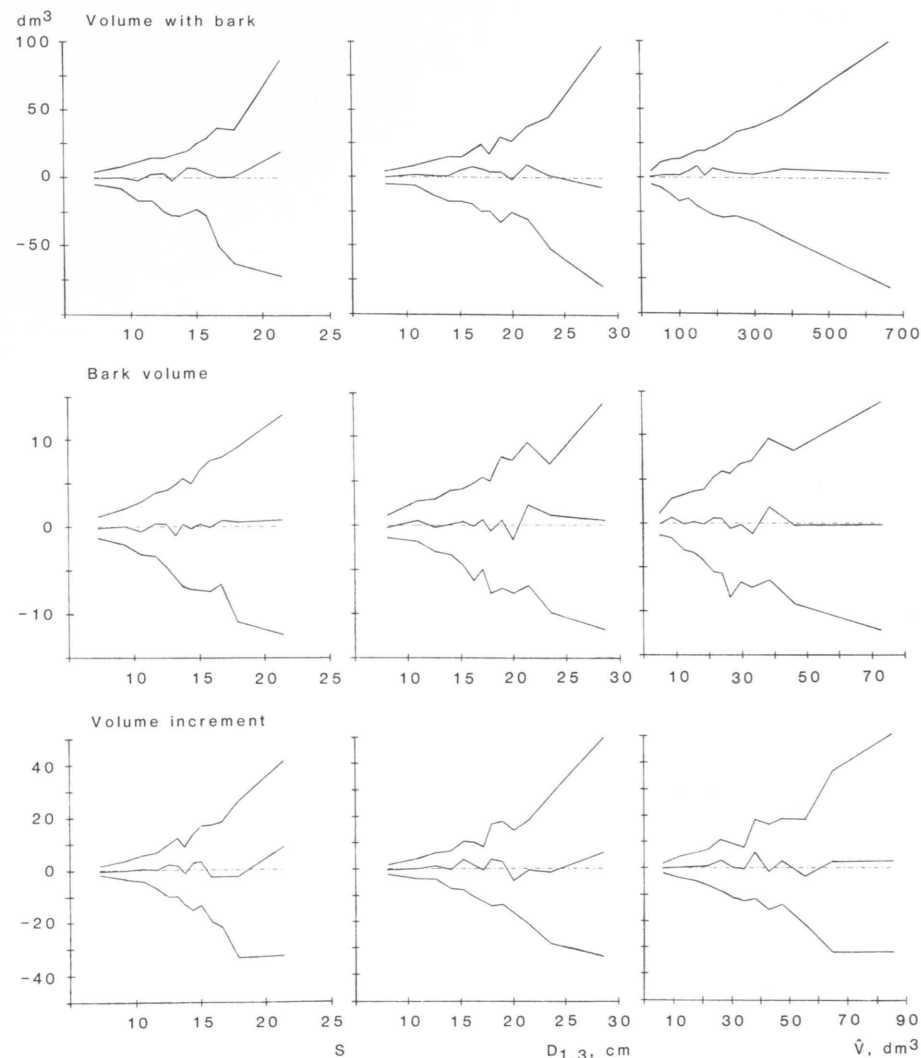 dm³ Volume with bark
100
50
0
-50
10 15 20 25 10 15 20 25 30 100 300 500 700
Bark volume
10
0
-10
10 15 20 25 10 15 20 25 30 10 30 50 70
Volume increment
40
20
0
-20
-40
10 15 20 25 10 15 20 25 30 10 30 50 70 90
S D1.3, cm V̂, dm³